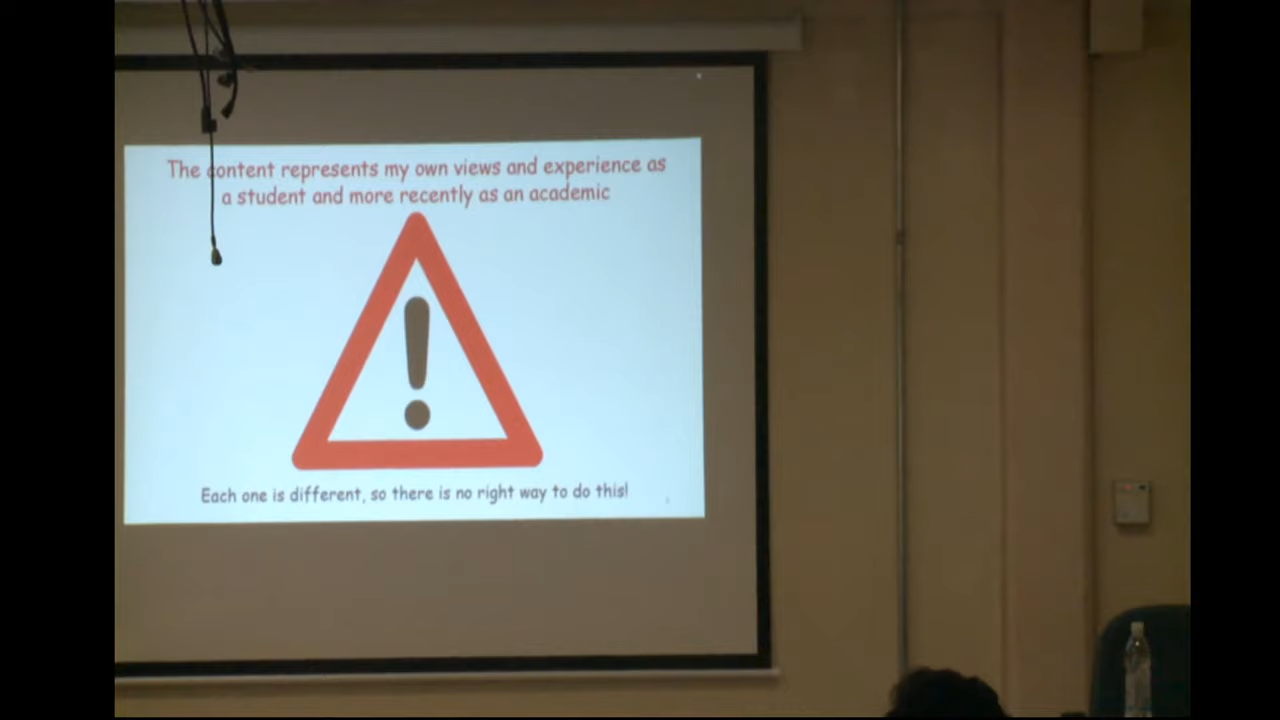 The content represents my own views and experience as
a student and more recently as an academic
Each one is different, so there is no right way to do this!